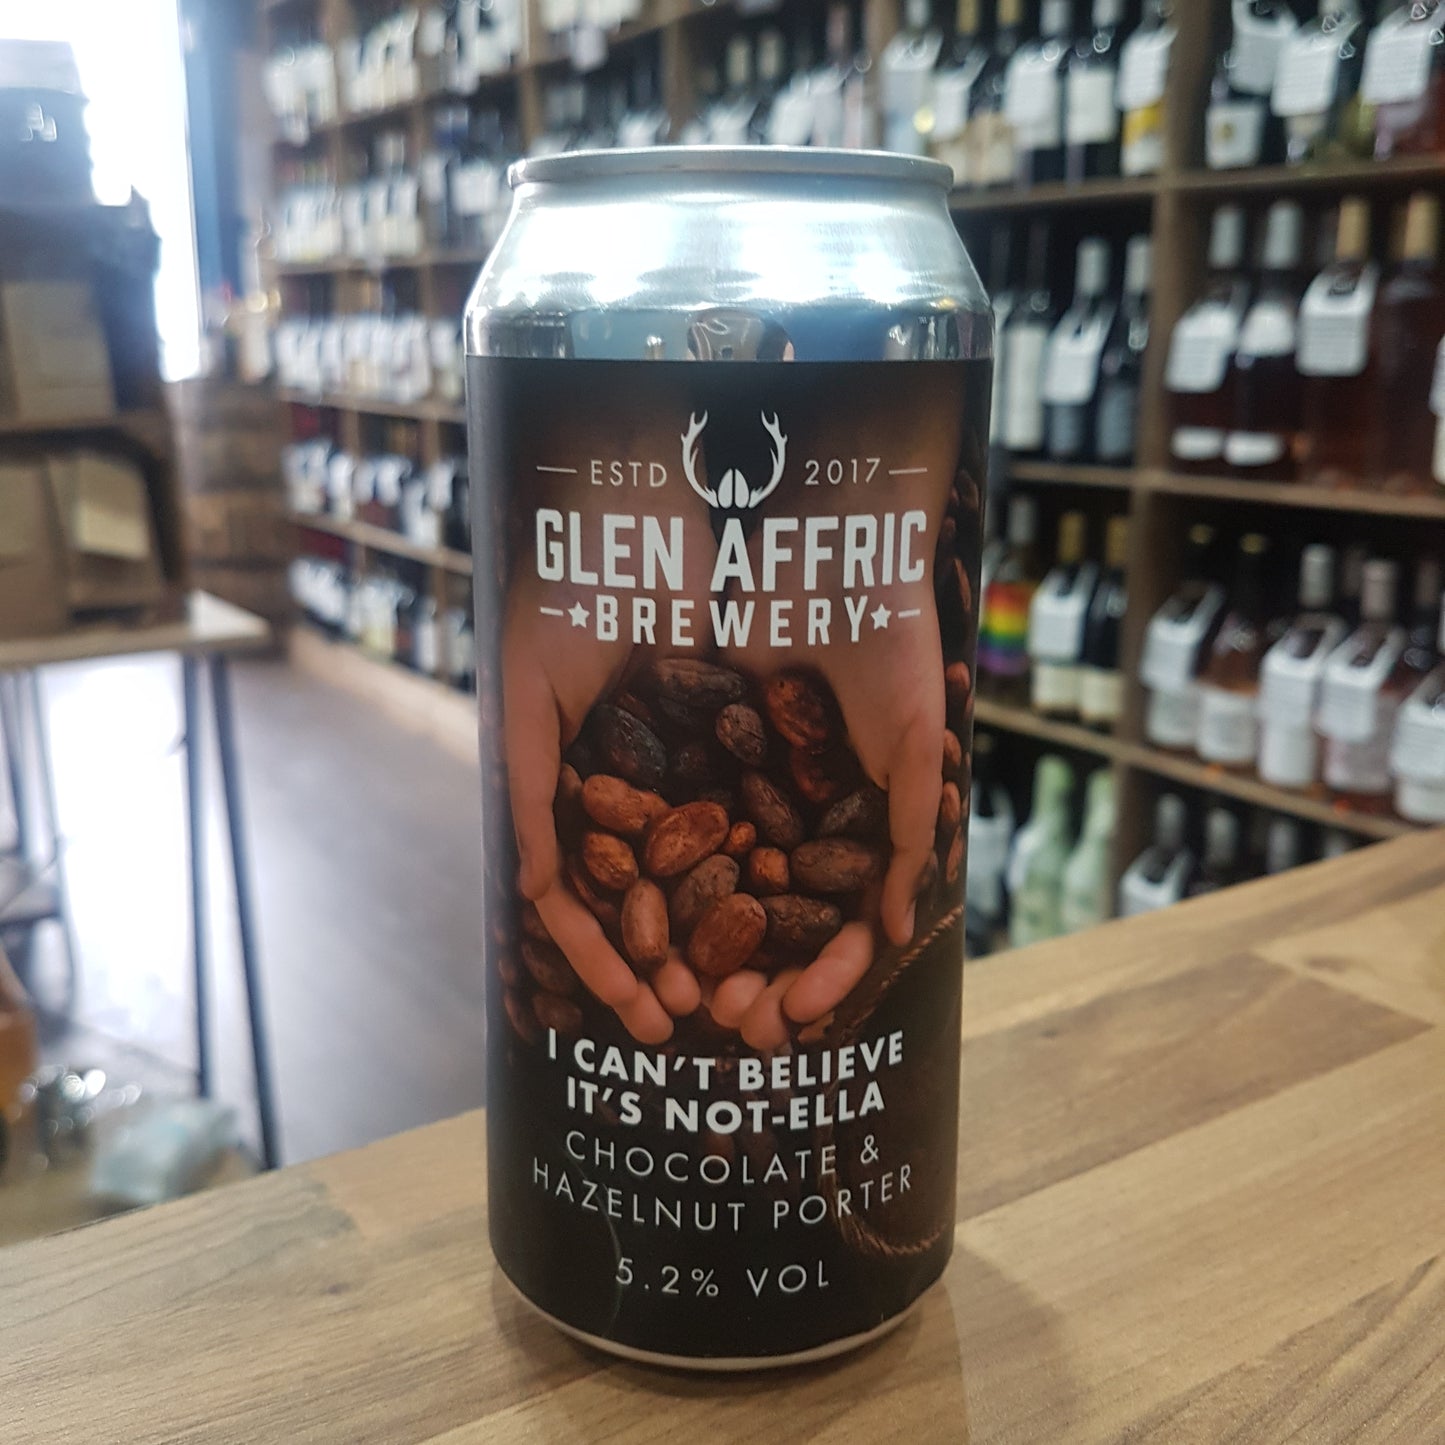 ESTD 2017
GLEN AFFRIC
BREWERY
I CAN'T BELIEVE
IT'S NOT-ELLA
CHOCOLATE &
HAZELNUT PORTER
5.2% VOL